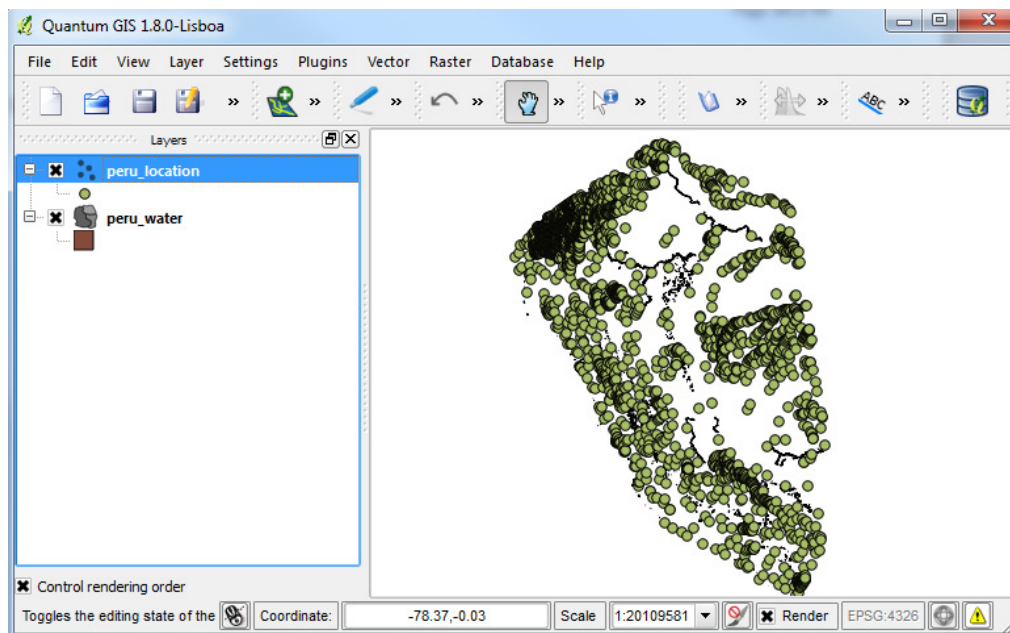 Quantum GIS 1.8.0-Lisboa
File Edit View Layer Settings Plugins Vector Raster Database Help
ABC
Layers
peru_location
peru_water
Control rendering order
Toggles the editing state of the Coordinate: -78.37,-0.03 Scale 1:20109581 Render EPSG:4326